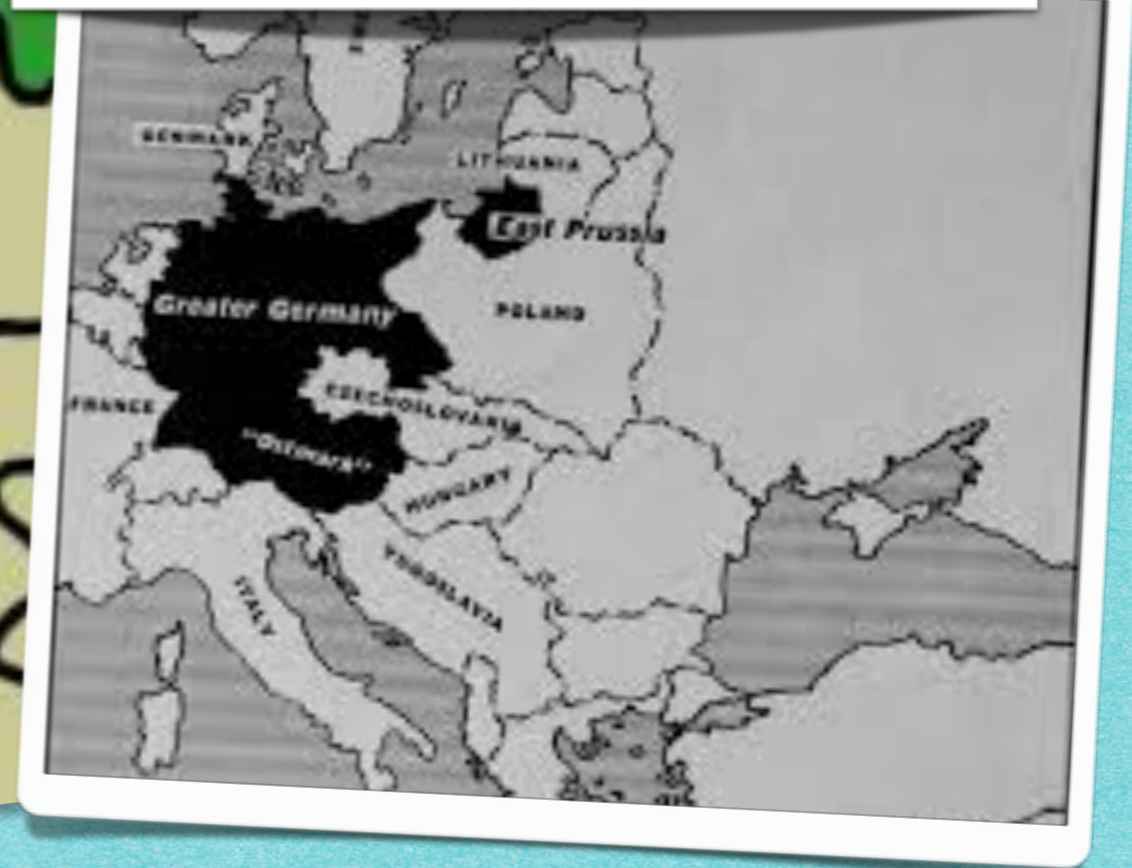 DENMARK
LITHUANIA
East Prussia
Greater Germany
POLAND
FRANCE
CZECHOSLOVAKIA
"Ostmark"
HUNGARY
YUGOSLAVIA
ITALY